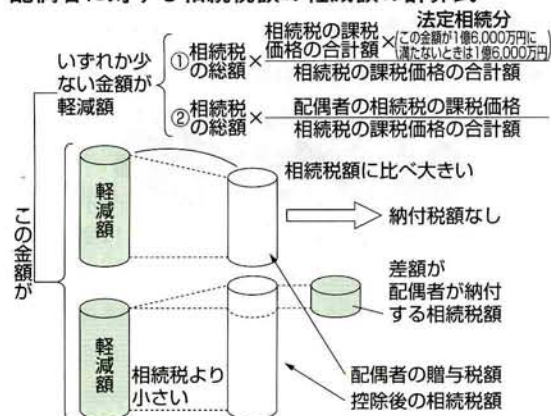 配偶者に対する相続税額の軽減額の計算式
いずれか少
ない金額が
軽減額
①相続税
の総額
×
相続税の課税
価格の合計額
×
法定相続分
(この金額が1億6,000万円に
満たないときは1億6,000万円)
相続税の課税価格の合計額
②相続税
の総額
×
配偶者の相続税の課税価格
相続税の課税価格の合計額
この金額が
軽減額
相続税額に比べ大きい
納付税額なし
軽減額
相続税より
小さい
差額が
配偶者が納付
する相続税額
配偶者の贈与税額
控除後の相続税額